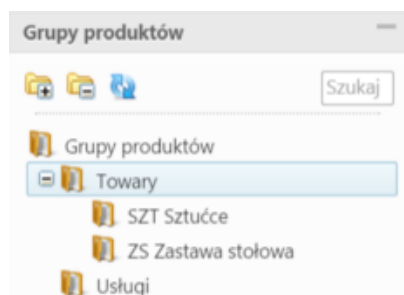 Grupy produktów
Szukaj
Grupy produktów
Towary
SZT Sztućce
ZS Zastawa stołowa
Usługi